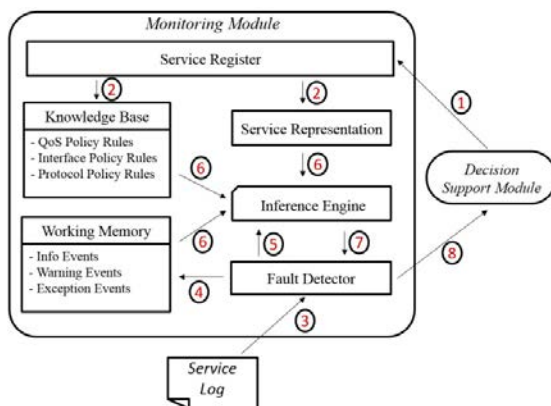 Monitoring Module
Service Register
1
2
2
Knowledge Base
- QoS Policy Rules
- Interface Policy Rules
- Protocol Policy Rules
Service Representation
Decision
Support Module
6
6
Inference Engine
Working Memory
- Info Events
- Warning Events
- Exception Events
6
5
7
8
Fault Detector
4
3
Service
Log